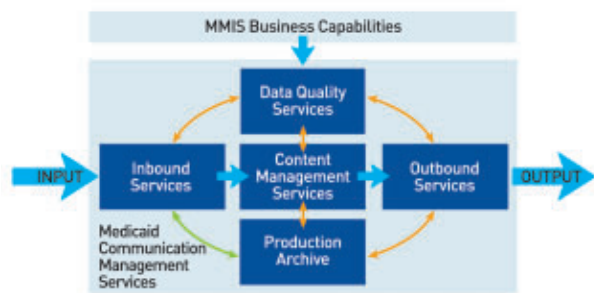 MMIS Business Capabilities
Data Quality
Services
INPUT
Inbound
Services
Content
Management
Services
Outbound
Services
OUTPUT
Medicaid
Communication
Management
Services
Production
Archive